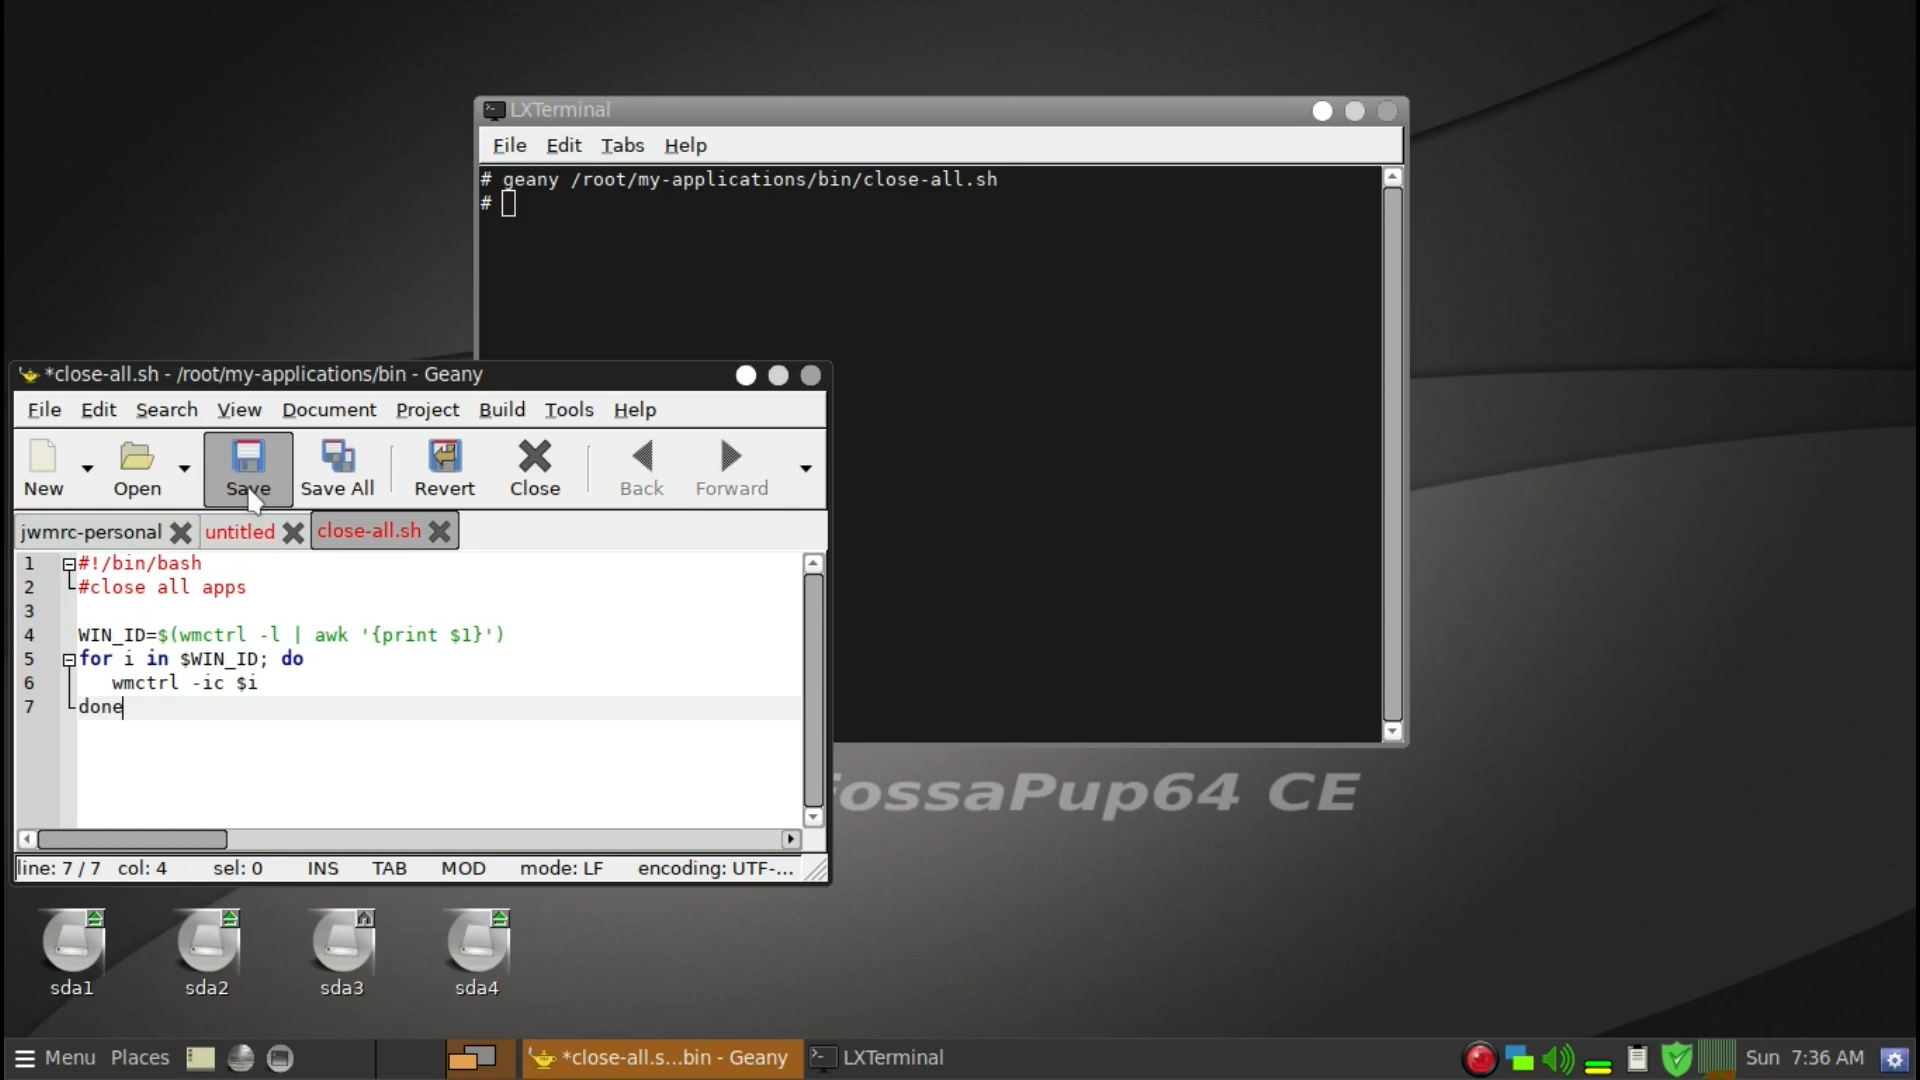 LXTerminal
File Edit Tabs Help
# geany /root/my-applications/bin/close-all.sh
#
*close-all.sh - /root/my-applications/bin - Geany
File Edit Search View Document Project Build Tools Help
New Open Save Save All Revert Close Back Forward
jwmrc-personal untitled close-all.sh
1 #!/bin/bash
2 #close all apps
3
4 WIN_ID=$(wmctrl -l | awk '{print $1}')
5 for i in $WIN_ID; do
6 wmctrl -ic $i
7 done
line: 7 / 7 col: 4 sel: 0 INS TAB MOD mode: LF encoding: UTF-...
ossaPup64 CE
sda1 sda2 sda3 sda4
Menu Places *close-all.s...bin - Geany LXTerminal Sun 7:36 AM